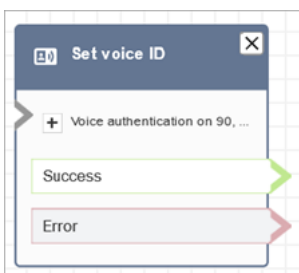 Set voice ID
Voice authentication on 90, ...
Success
Error